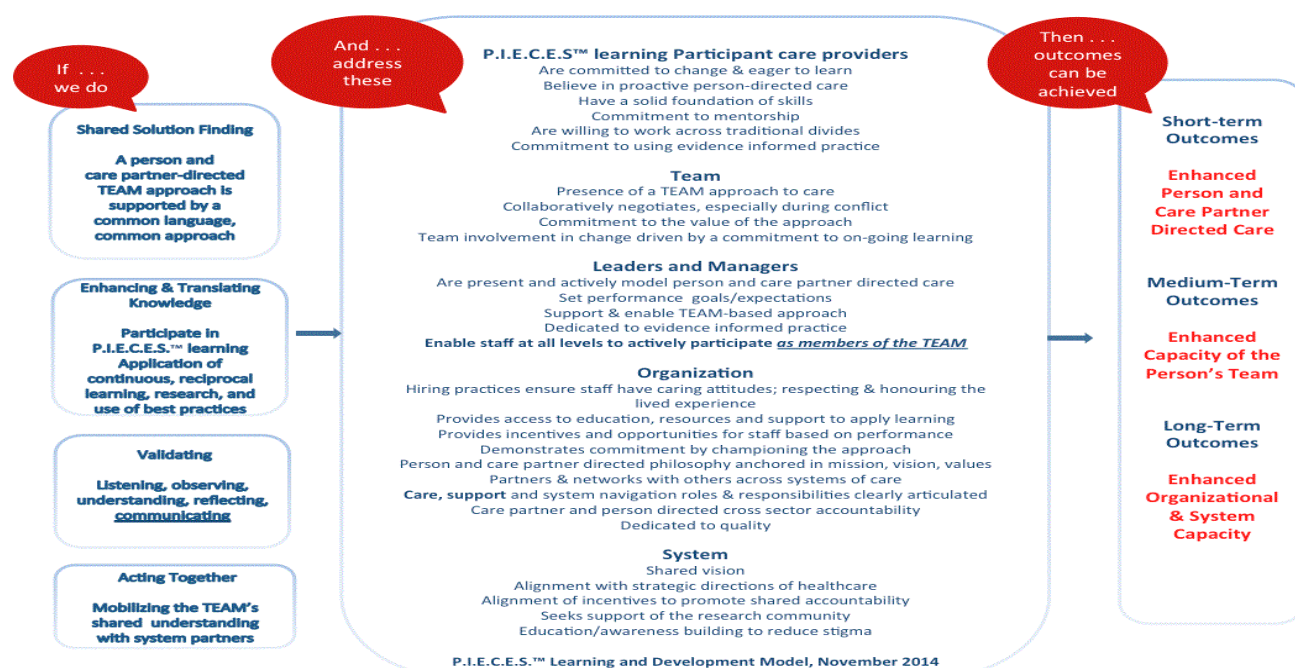 If . . .
we do
Shared Solution Finding
A person and
care partner-directed
TEAM approach is
supported by a
common language,
common approach
Enhancing & Translating
Knowledge
Participate in
P.I.E.C.E.S.™ learning
Application of
continuous, reciprocal
learning, research, and
use of best practices
Validating
Listening, observing,
understanding, reflecting,
communicating
Acting Together
Mobilizing the TEAM's
shared understanding
with system partners
And . . .
address
these
P.I.E.C.E.S™ learning Participant care providers
Are committed to change & eager to learn
Believe in proactive person-directed care
Have a solid foundation of skills
Commitment to mentorship
Are willing to work across traditional divides
Commitment to using evidence informed practice
Team
Presence of a TEAM approach to care
Collaboratively negotiates, especially during conflict
Commitment to the value of the approach
Team involvement in change driven by a commitment to on-going learning
Leaders and Managers
Are present and actively model person and care partner directed care
Set performance goals/expectations
Support & enable TEAM-based approach
Dedicated to evidence informed practice
Enable staff at all levels to actively participate as members of the TEAM
Organization
Hiring practices ensure staff have caring attitudes; respecting & honouring the
lived experience
Provides access to education, resources and support to apply learning
Provides incentives and opportunities for staff based on performance
Demonstrates commitment by championing the approach
Person and care partner directed philosophy anchored in mission, vision, values
Partners & networks with others across systems of care
Care, support and system navigation roles & responsibilities clearly articulated
Care partner and person directed cross sector accountability
Dedicated to quality
System
Shared vision
Alignment with strategic directions of healthcare
Alignment of incentives to promote shared accountability
Seeks support of the research community
Education/awareness building to reduce stigma
P.I.E.C.E.S.™ Learning and Development Model, November 2014
Then . . .
outcomes
can be
achieved
Short-term
Outcomes
Enhanced
Person and
Care Partner
Directed Care
Medium-Term
Outcomes
Enhanced
Capacity of the
Person's Team
Long-Term
Outcomes
Enhanced
Organizational
& System
Capacity